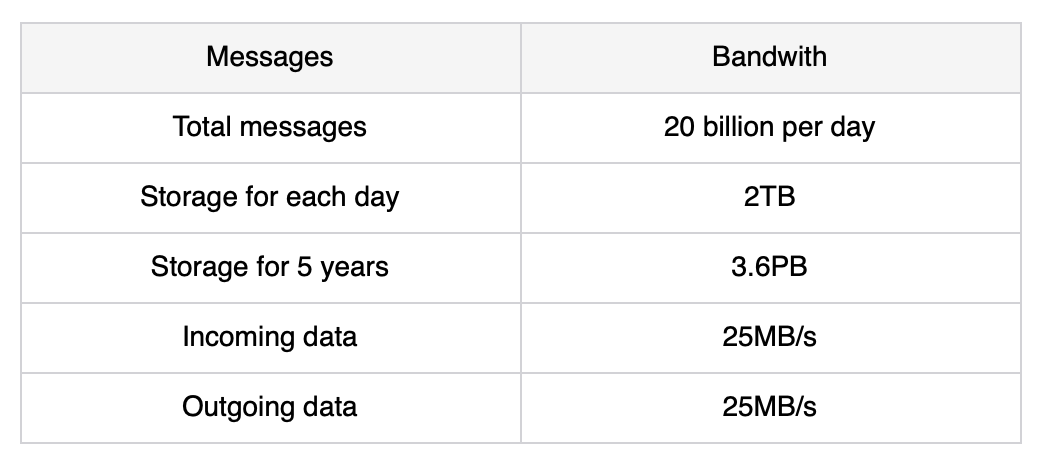 Messages Bandwith
Total messages 20 billion per day
Storage for each day 2TB
Storage for 5 years 3.6PB
Incoming data 25MB/s
Outgoing data 25MB/s